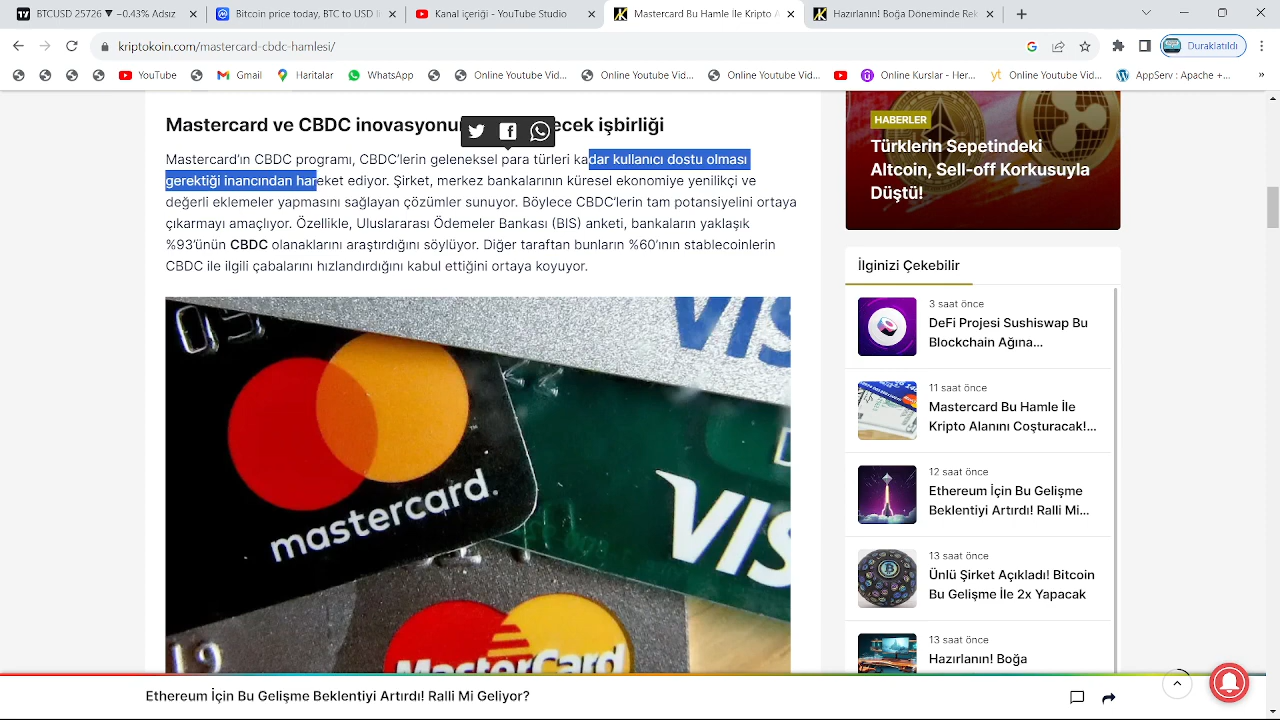 BTCUSD 25726 ▼ −0.43% Adsız
Bitcoin price today, BTC to USD li
Kanal içeriği - YouTube Studio
Mastercard Bu Hamle İle Kripto A
Hazırlanın! Boğa Döneminde Rek
kriptokoin.com/mastercard-cbdc-hamlesi/
Duraklatıldı
YouTube
Gmail
Haritalar
WhatsApp
Online Youtube Vid...
Online Youtube Vid...
Online Youtube Vid...
Online Kurslar - Her...
Online Youtube Vid...
AppServ : Apache +...
Mastercard ve CBDC inovasyonu ecek işbirliği
Mastercard’ın CBDC programı, CBDC’lerin geleneksel para türleri kadar kullanıcı dostu olması
gerektiği inancından hareket ediyor. Şirket, merkez bankalarının küresel ekonomiye yenilikçi ve
değerli eklemeler yapmasını sağlayan çözümler sunuyor. Böylece CBDC’lerin tam potansiyelini ortaya
çıkarmayı amaçlıyor. Özellikle, Uluslararası Ödemeler Bankası (BIS) anketi, bankaların yaklaşık
%93’ünün CBDC olanaklarını araştırdığını söylüyor. Diğer taraftan bunların %60’ının stablecoinlerin
CBDC ile ilgili çabalarını hızlandırdığını kabul ettiğini ortaya koyuyor.
mastercard.
VIS
VIS
MasterCard
HABERLER
Türklerin Sepetindeki
Altcoin, Sell-off Korkusuyla
Düştü!
İlginizi Çekebilir
3 saat önce
DeFi Projesi Sushiswap Bu
Blockchain Ağına...
11 saat önce
Mastercard Bu Hamle İle
Kripto Alanını Coşturacak!...
12 saat önce
Ethereum İçin Bu Gelişme
Beklentiyi Artırdı! Ralli Mi...
13 saat önce
Ünlü Şirket Açıkladı! Bitcoin
Bu Gelişme İle 2x Yapacak
13 saat önce
Hazırlanın! Boğa
Ethereum İçin Bu Gelişme Beklentiyi Artırdı! Ralli Mi Geliyor?